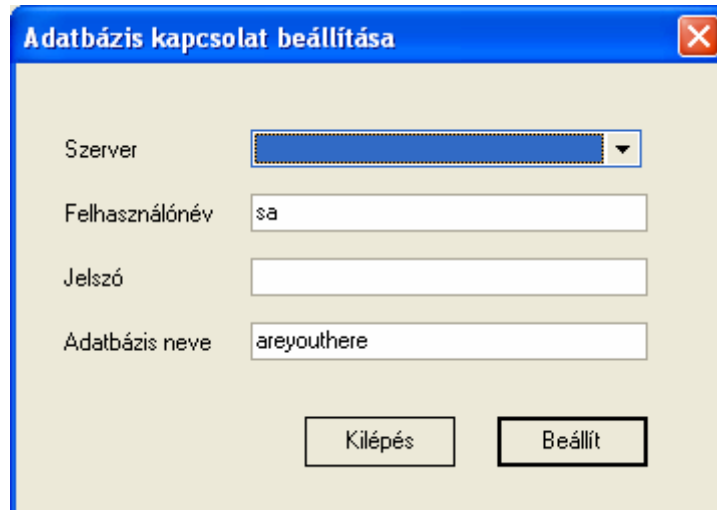 Adatbázis kapcsolat beállítása
Szerver
Felhasználónév sa
Jelszó
Adatbázis neve areyouthere
Kilépés Beállít